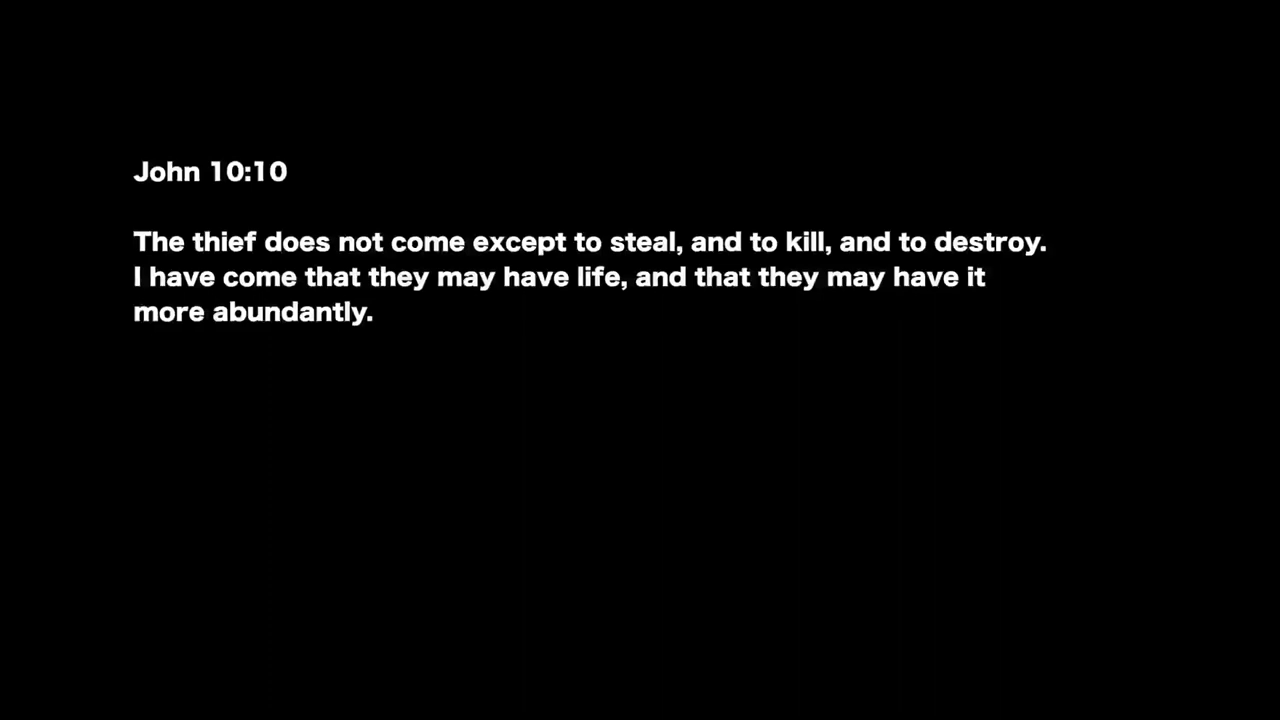 John 10:10
The thief does not come except to steal, and to kill, and to destroy.
I have come that they may have life, and that they may have it
more abundantly.